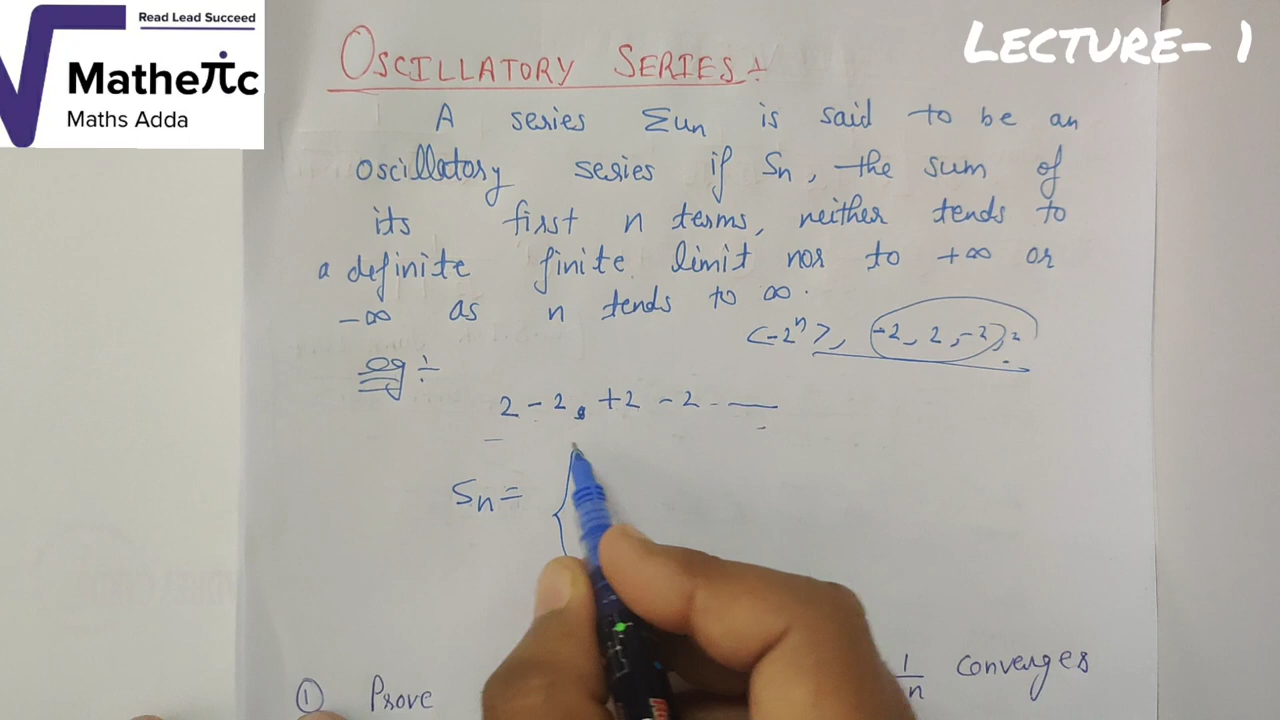 Read Lead Succeed
Matheπc
Maths Adda
LECTURE- 1
OSCILLATORY SERIES÷
A series Σun is said to be an
oscillatory series if Sn, the sum of
its first n terms, neither tends to
a definite finite limit nor to +∞ or
-∞ as n tends to ∞.
<-2ⁿ>, -2, 2, -2, 2
eg ÷
2 - 2 +2 -2 ---
Sn = {
① Prove
1/n converges